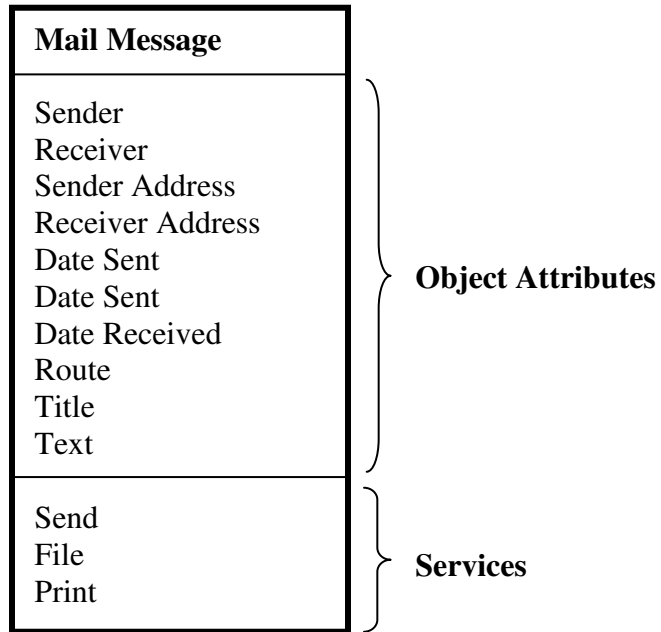 Mail Message
Sender
Receiver
Sender Address
Receiver Address
Date Sent
Date Sent
Date Received
Route
Title
Text
Object Attributes
Send
File
Print
Services